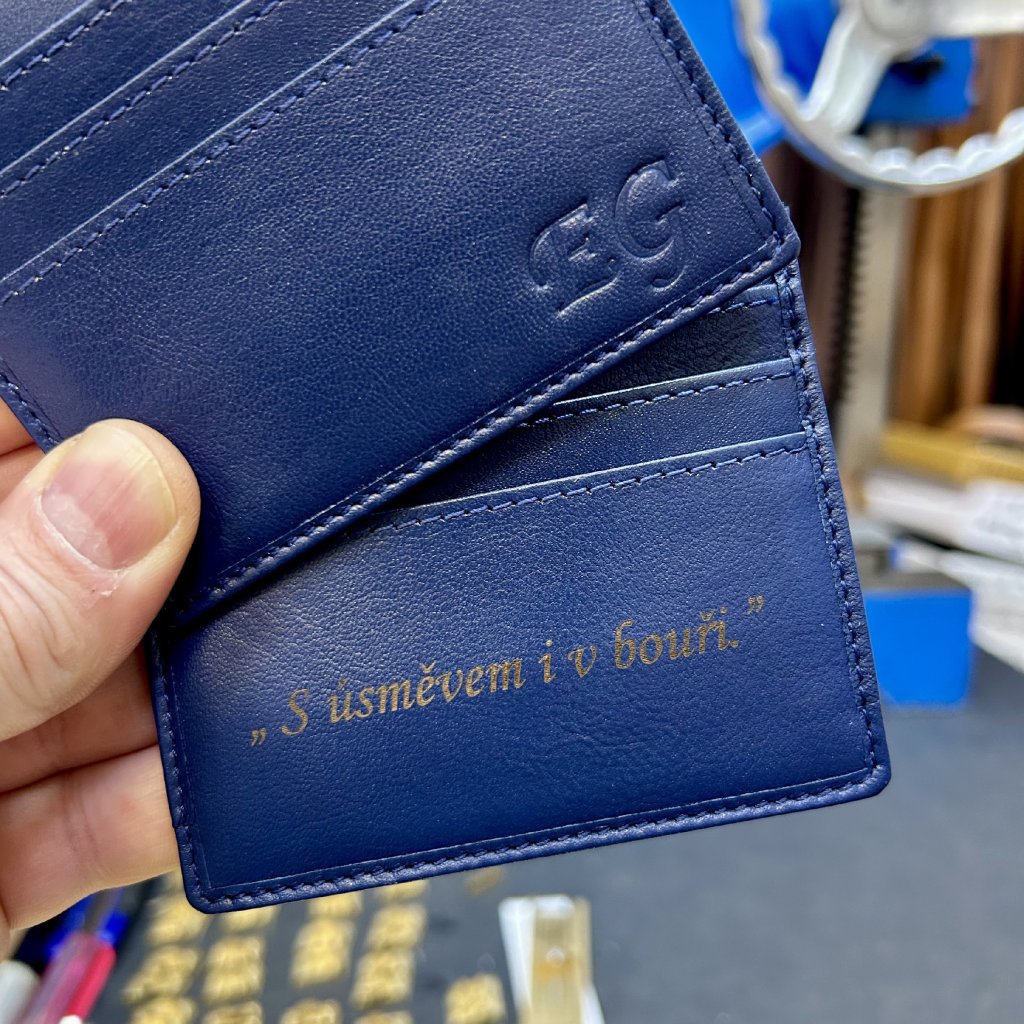 EG
„S úsměvem i v bouři.”